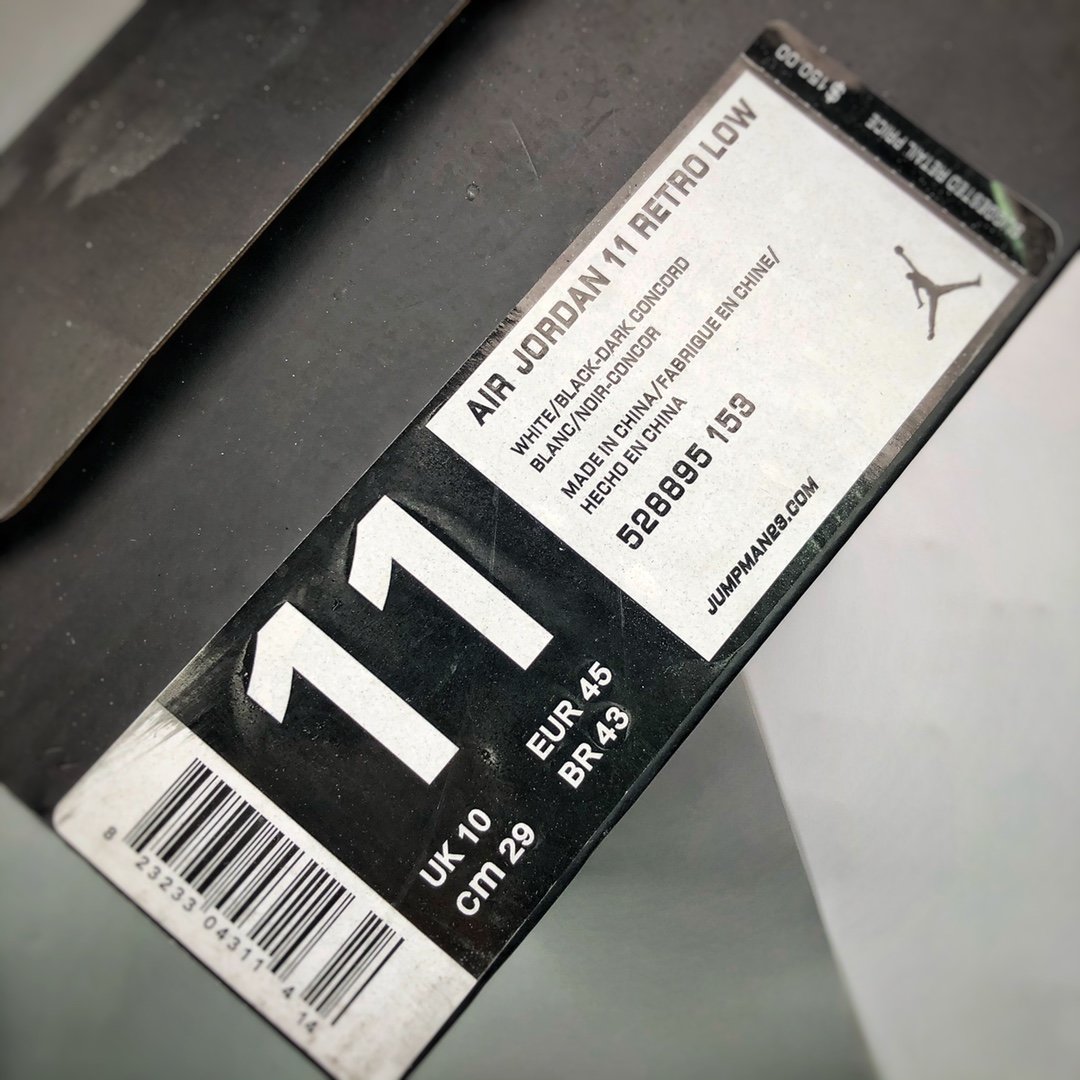 $150.00
SUGGESTED RETAIL PRICE
AIR JORDAN 11 RETRO LOW
WHITE/BLACK-DARK CONCORD
BLANC/NOIR-CONCOR
MADE IN CHINA/FABRIQUE EN CHINE/
HECHO EN CHINA
528895 153
JUMPMAN23.COM
11
EUR 45
BR 43
UK 10
cm 29
8 23233 04311 4 14